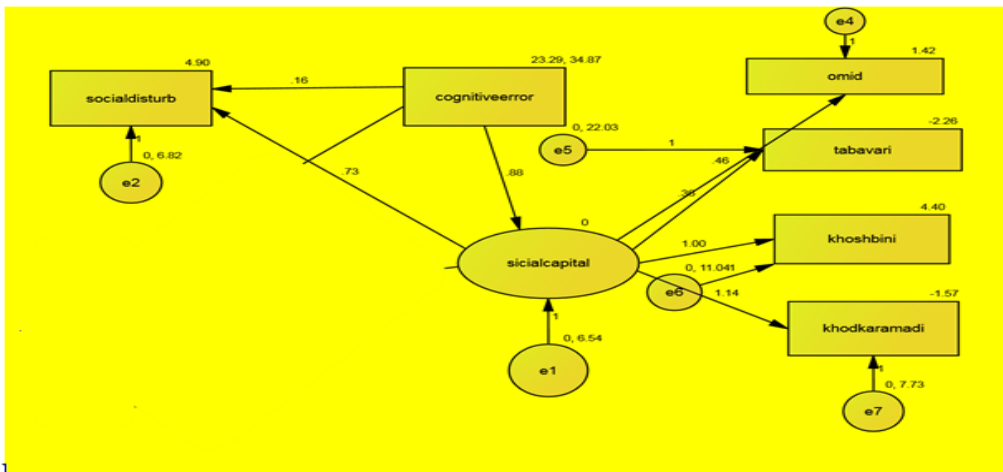 e4
1
1.42
omid
4.90
socialdisturb
.16
23.29, 34.87
cognitiveerror
0, 22.03
e5
1
-2.26
tabavari
1
0, 6.82
e2
.73
.88
.46
.36
0
sicialcapital
1.00
4.40
khoshbini
0, 11.041
e6
1.14
-1.57
khodkaramadi
1
0, 6.54
e1
1
0, 7.73
e7